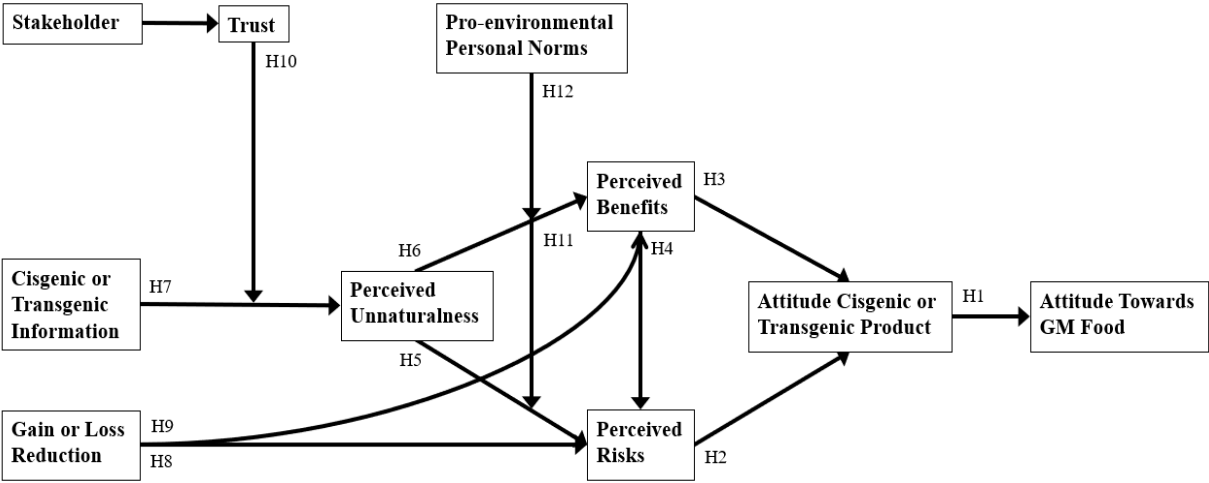 Stakeholder
Trust
Pro-environmental
Personal Norms
H10
H12
Perceived
Benefits
H3
H6
H11
H4
Cisgenic or
Transgenic
Information
H7
Perceived
Unnaturalness
Attitude Cisgenic or
Transgenic Product
H1
Attitude Towards
GM Food
H5
Gain or Loss
Reduction
H9
H8
Perceived
Risks
H2